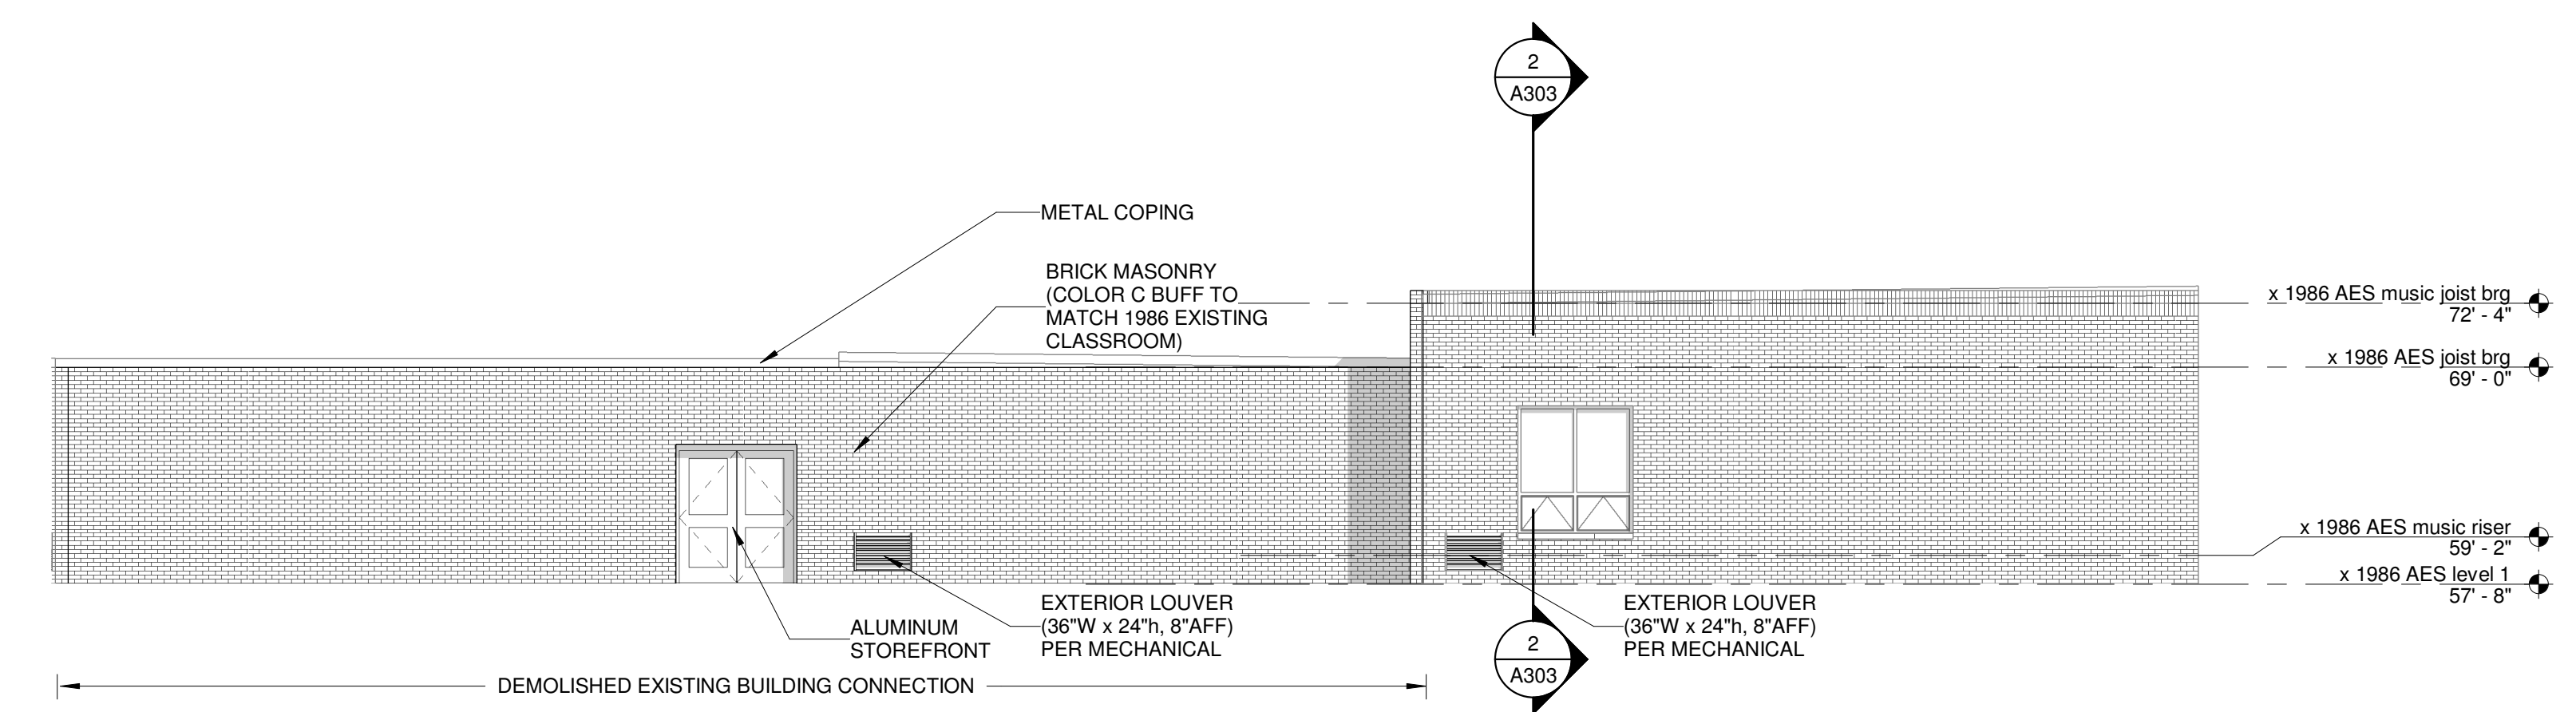 2
A303
METAL COPING
BRICK MASONRY
(COLOR C BUFF TO
MATCH 1986 EXISTING
CLASSROOM)
x 1986 AES music joist brg
72' - 4"
x 1986 AES joist brg
69' - 0"
x 1986 AES music riser
59' - 2"
x 1986 AES level 1
57' - 8"
ALUMINUM
STOREFRONT
EXTERIOR LOUVER
(36"W x 24"h, 8"AFF)
PER MECHANICAL
EXTERIOR LOUVER
(36"W x 24"h, 8"AFF)
PER MECHANICAL
2
A303
DEMOLISHED EXISTING BUILDING CONNECTION